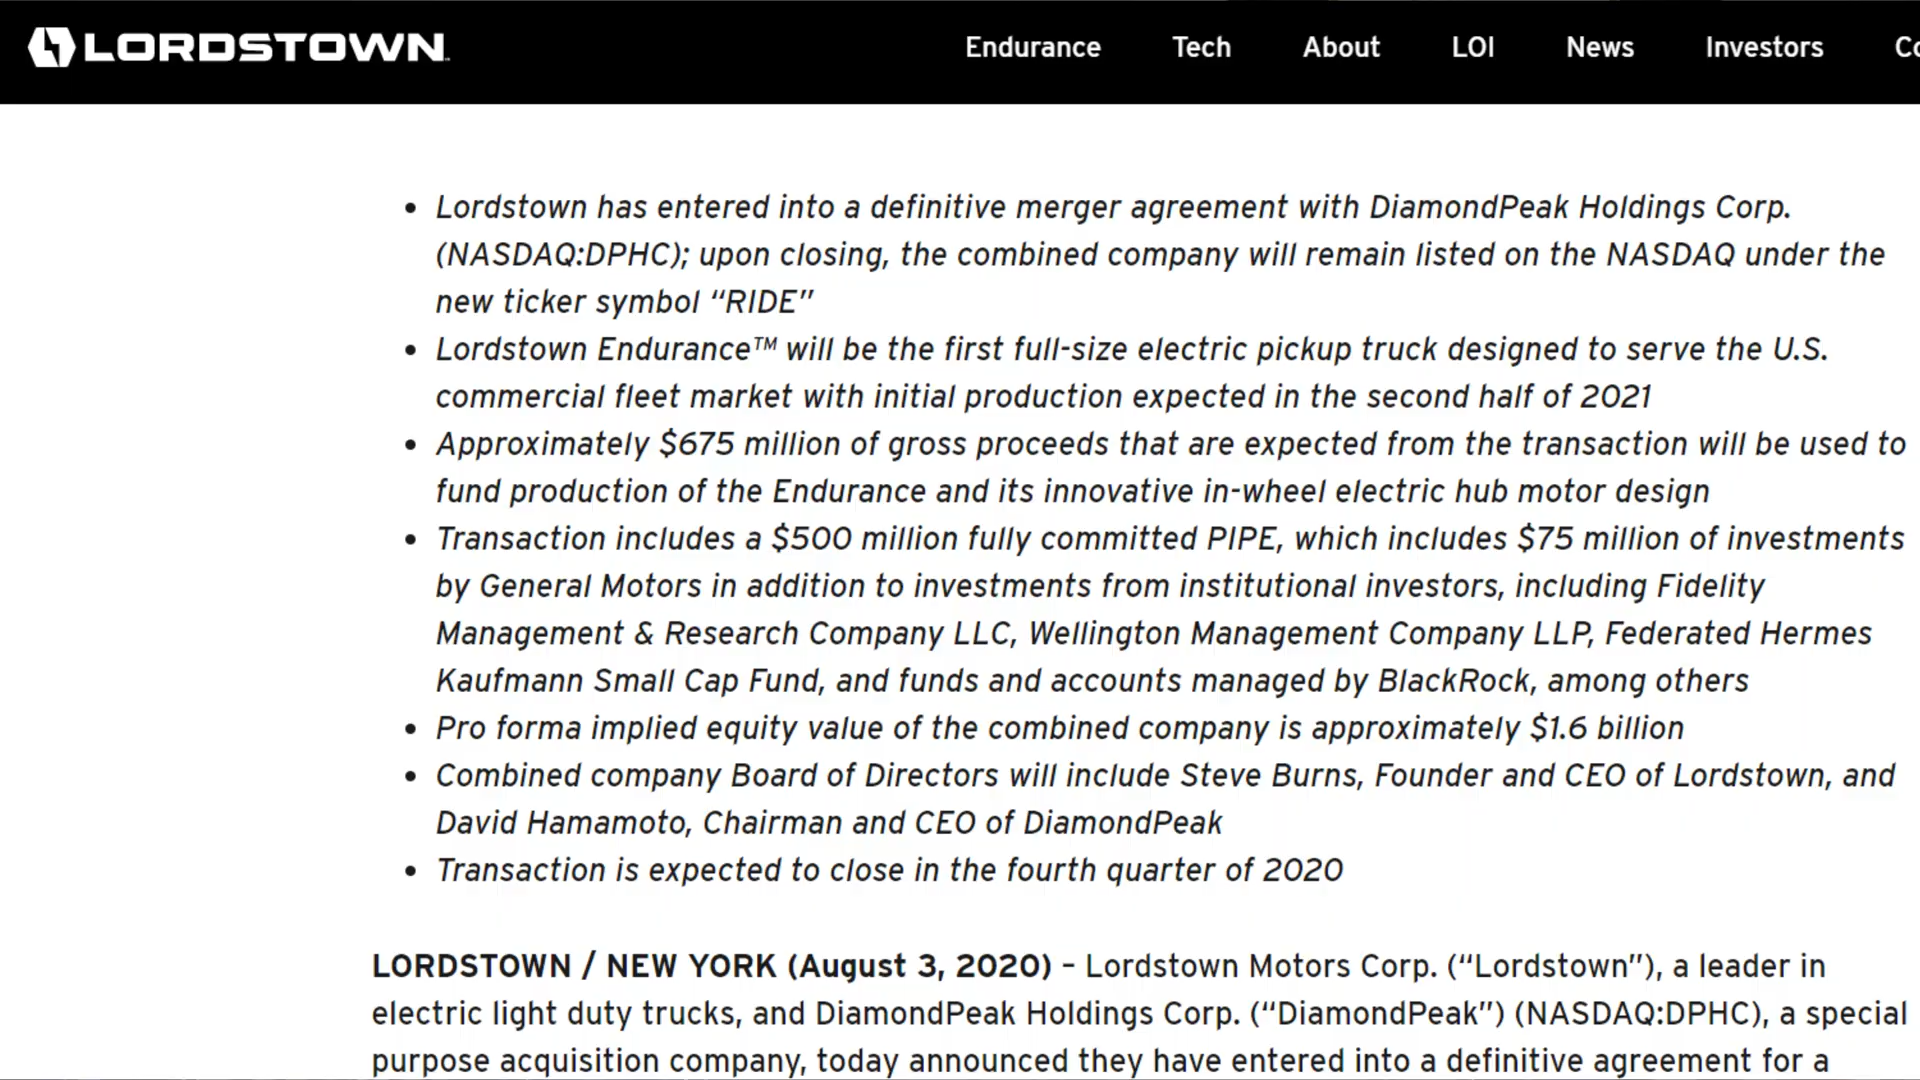 LORDSTOWN
Endurance Tech About LOI News Investors
• Lordstown has entered into a definitive merger agreement with DiamondPeak Holdings Corp.
(NASDAQ:DPHC); upon closing, the combined company will remain listed on the NASDAQ under the
new ticker symbol “RIDE”
• Lordstown Endurance™ will be the first full-size electric pickup truck designed to serve the U.S.
commercial fleet market with initial production expected in the second half of 2021
• Approximately $675 million of gross proceeds that are expected from the transaction will be used to
fund production of the Endurance and its innovative in-wheel electric hub motor design
• Transaction includes a $500 million fully committed PIPE, which includes $75 million of investments
by General Motors in addition to investments from institutional investors, including Fidelity
Management & Research Company LLC, Wellington Management Company LLP, Federated Hermes
Kaufmann Small Cap Fund, and funds and accounts managed by BlackRock, among others
• Pro forma implied equity value of the combined company is approximately $1.6 billion
• Combined company Board of Directors will include Steve Burns, Founder and CEO of Lordstown, and
David Hamamoto, Chairman and CEO of DiamondPeak
• Transaction is expected to close in the fourth quarter of 2020
LORDSTOWN / NEW YORK (August 3, 2020) – Lordstown Motors Corp. (“Lordstown”), a leader in
electric light duty trucks, and DiamondPeak Holdings Corp. (“DiamondPeak”) (NASDAQ:DPHC), a special
purpose acquisition company, today announced they have entered into a definitive agreement for a